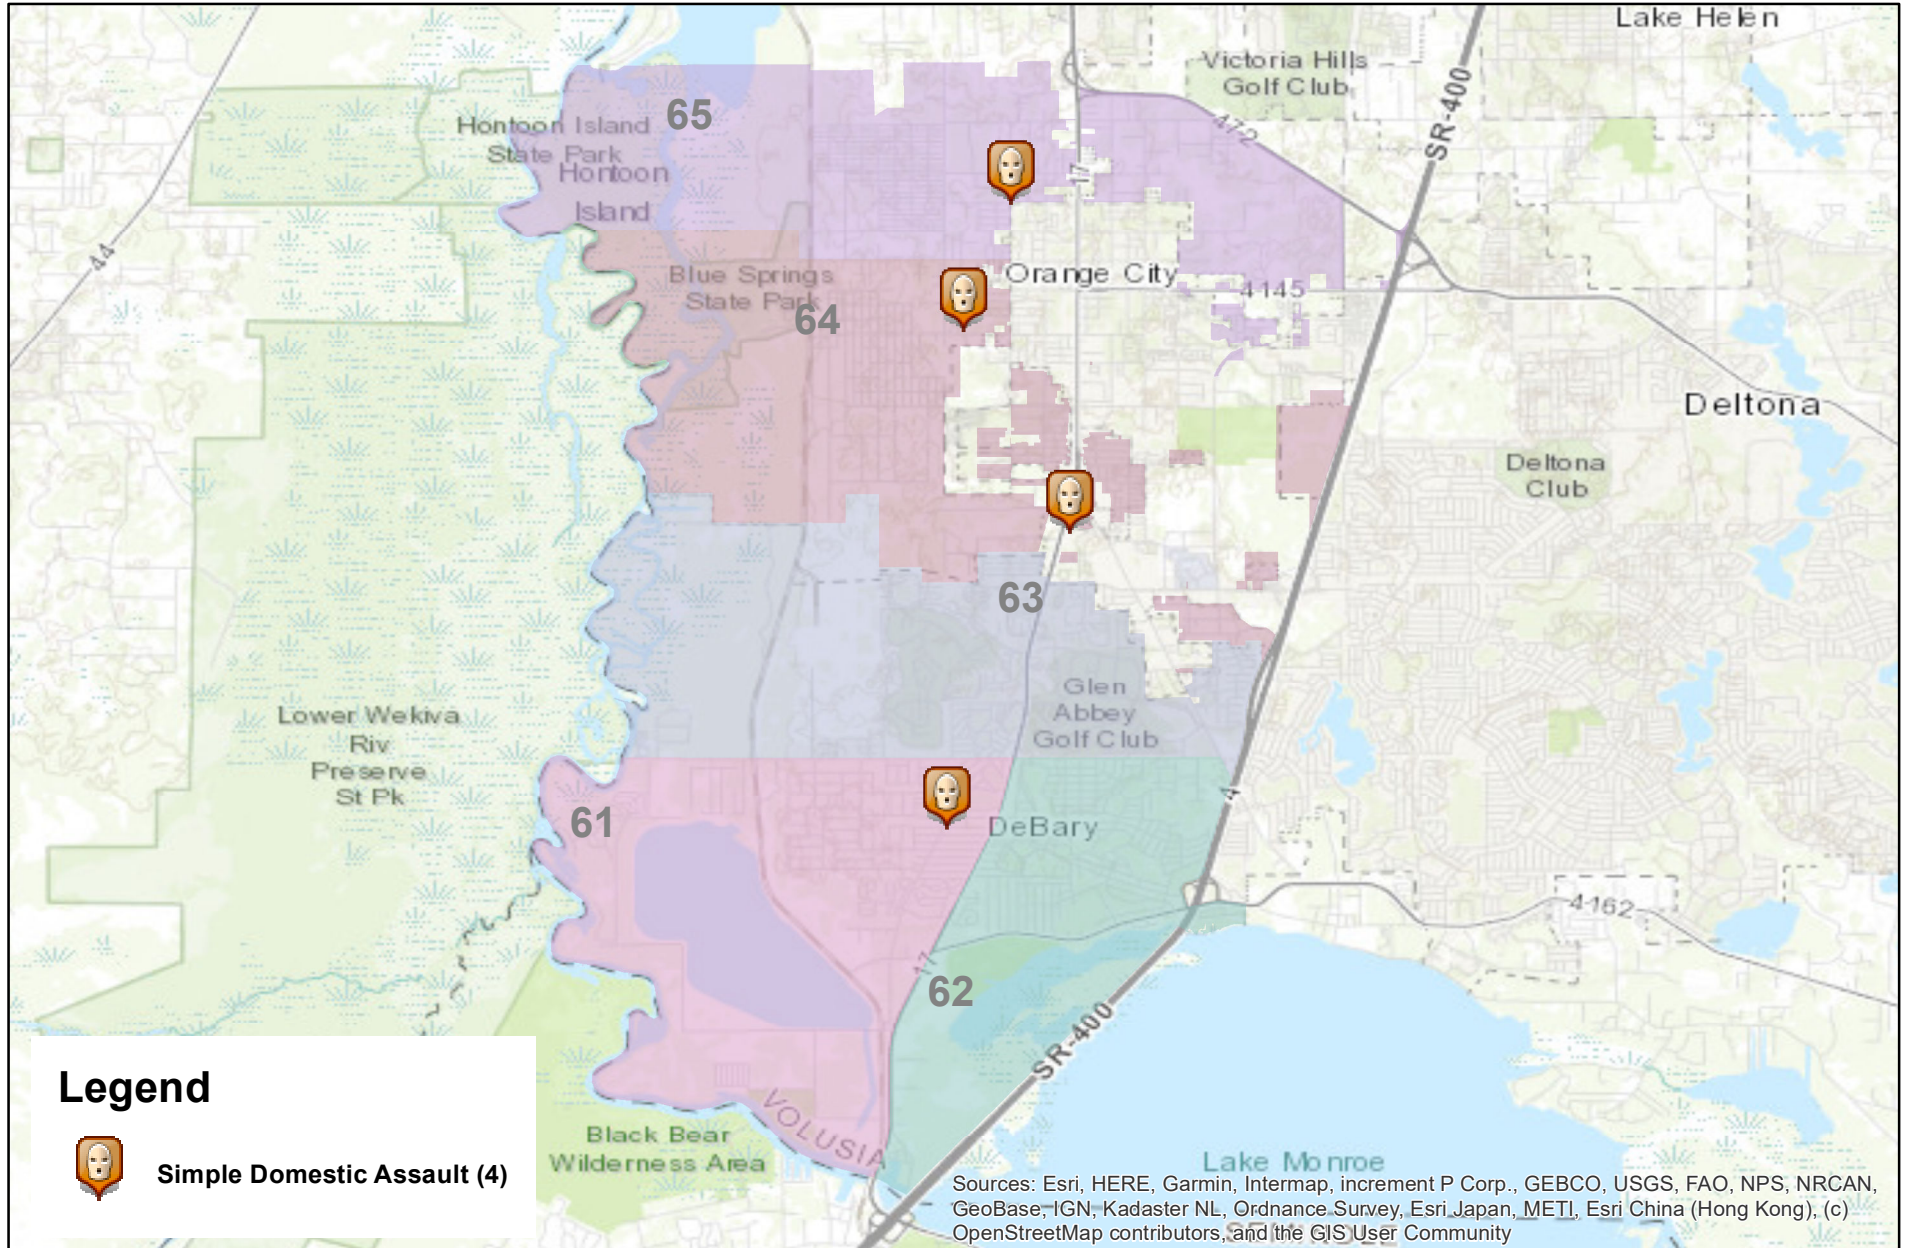 Lake Helen
Victoria Hills
Golf Club
SR-400
472
65
Hontoon Island
State Park
Hontoon
Island
17
44
Orange City
Blue Springs
State Park
64
4145
Deltona
Deltona
Club
63
Glen
Abbey
Golf Club
Lower Wekiva
Riv
Preserve
St Pk
4
61
DeBary
4162
17
62
SR-400
VOLUSIA
Black Bear
Wilderness Area
Lake Monroe
Legend
Simple Domestic Assault (4)
Sources: Esri, HERE, Garmin, Intermap, increment P Corp., GEBCO, USGS, FAO, NPS, NRCAN,
GeoBase, IGN, Kadaster NL, Ordnance Survey, Esri Japan, METI, Esri China (Hong Kong), (c)
OpenStreetMap contributors, and the GIS User Community